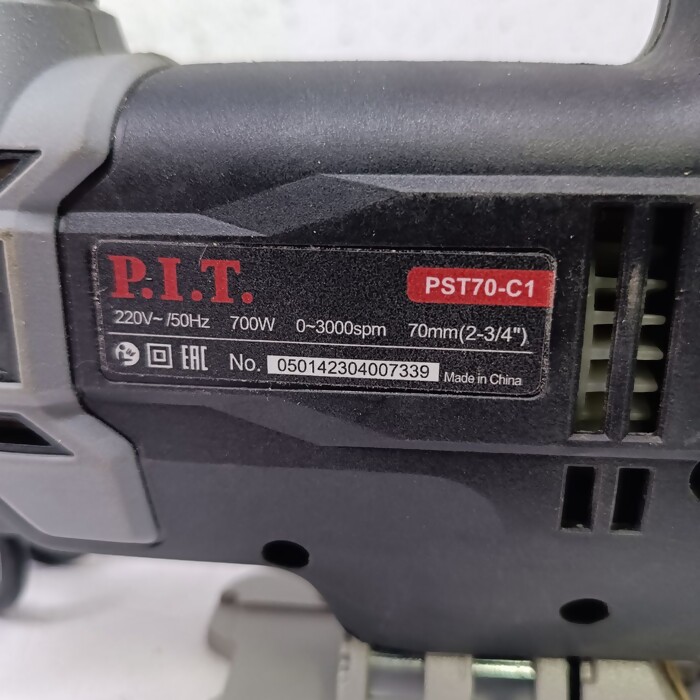 P.I.T.
PST70-C1
220V~ /50Hz 700W 0~3000spm 70mm(2-3/4")
EAC No. 050142304007339 Made in China